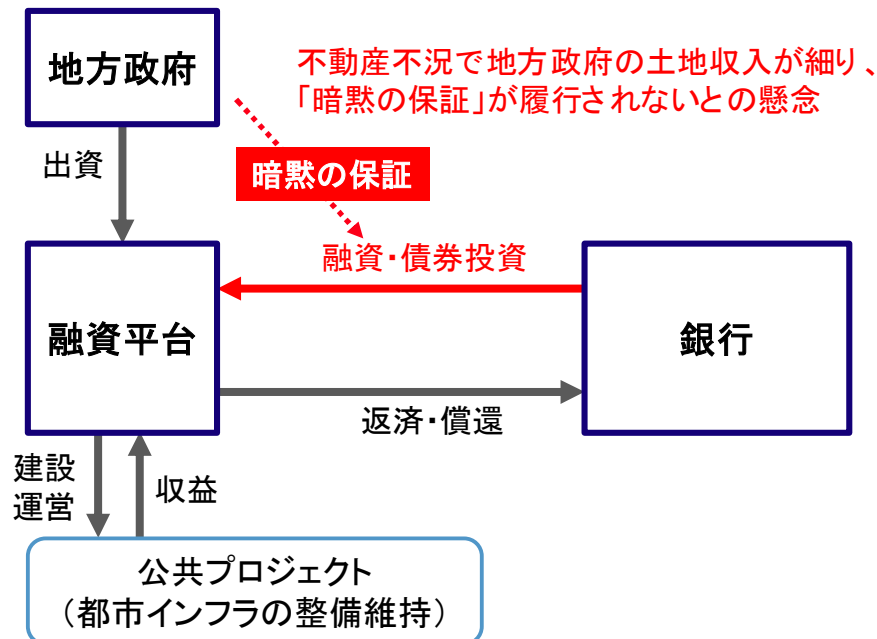 地方政府
不動産不況で地方政府の土地収入が細り、
「暗黙の保証」が履行されないとの懸念
出資
暗黙の保証
融資・債券投資
融資平台
銀行
返済・償還
建設
運営
収益
公共プロジェクト
（都市インフラの整備維持）